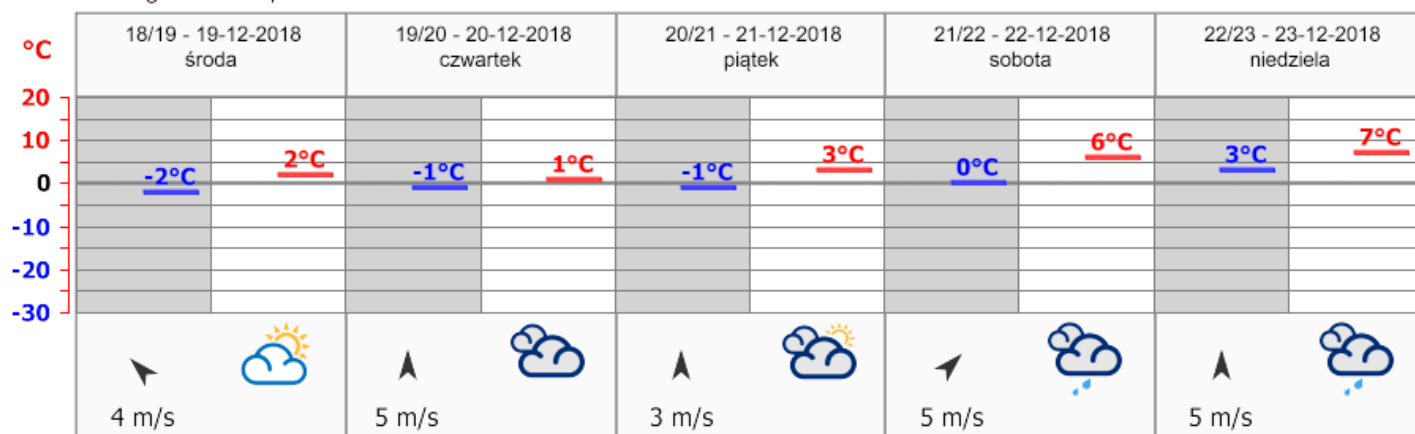 °C
18/19 - 19-12-2018
środa
19/20 - 20-12-2018
czwartek
20/21 - 21-12-2018
piątek
21/22 - 22-12-2018
sobota
22/23 - 23-12-2018
niedziela
20
10
0
-10
-20
-30
-2°C
2°C
-1°C
1°C
-1°C
3°C
0°C
6°C
3°C
7°C
4 m/s
5 m/s
3 m/s
5 m/s
5 m/s